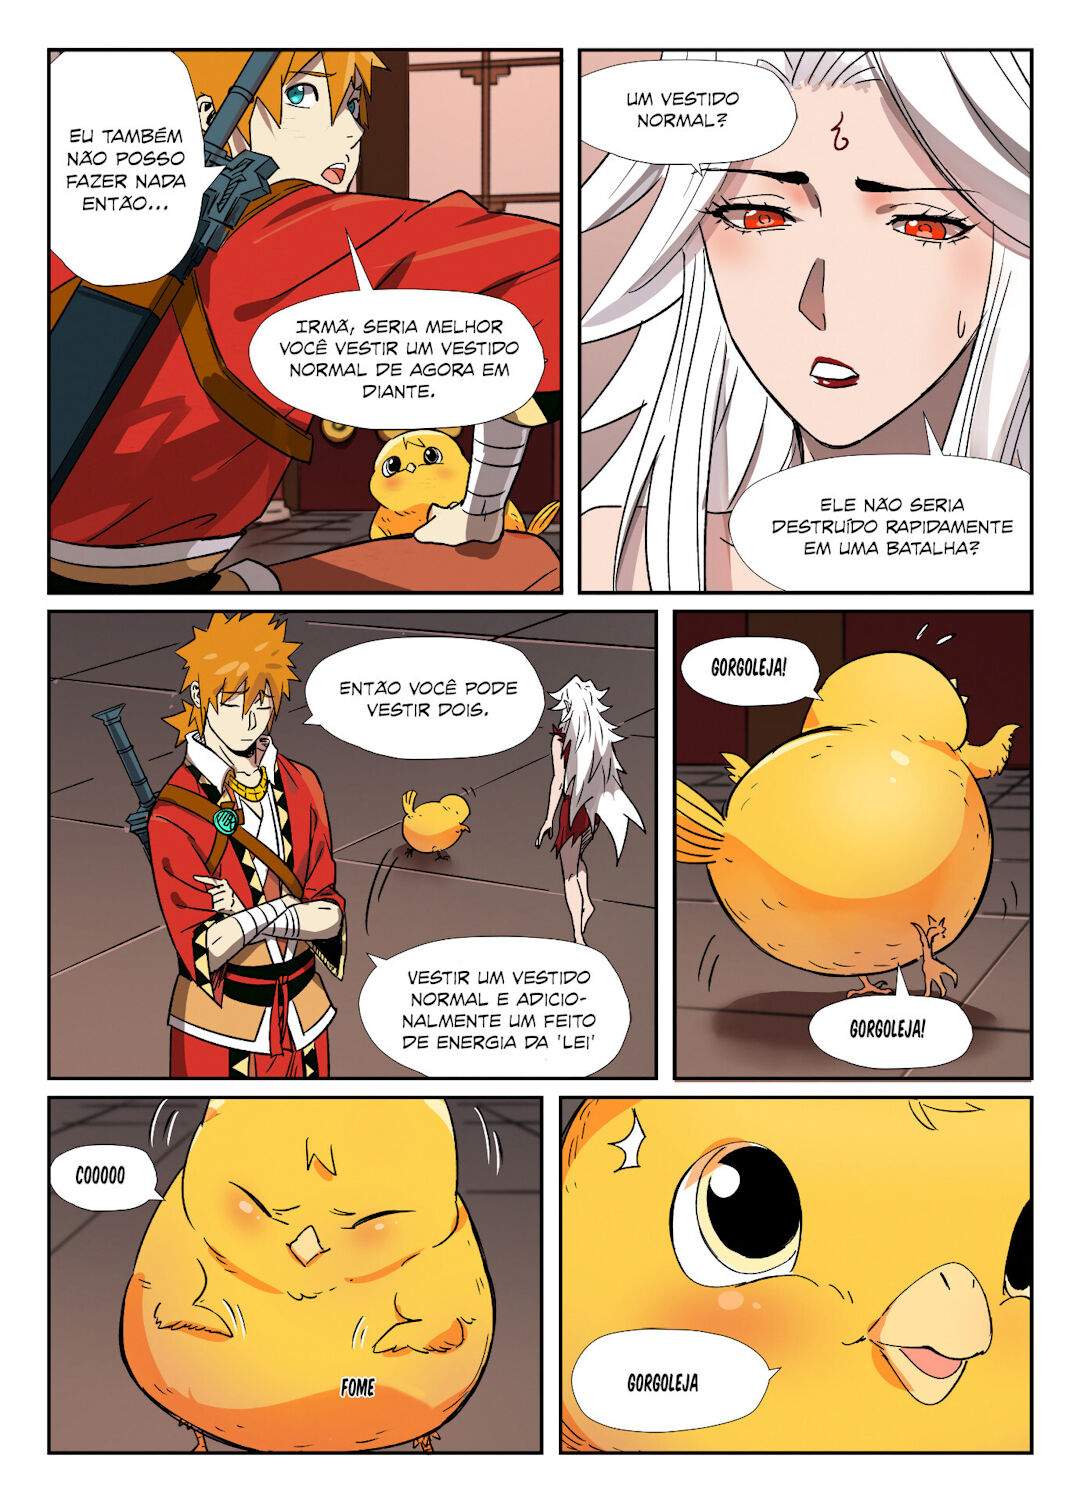 EU TAMBÉM
NÃO POSSO
FAZER NADA
ENTÃO...
IRMÃ, SERIA MELHOR
VOCÊ VESTIR UM VESTIDO
NORMAL DE AGORA EM
DIANTE.
UM VESTIDO
NORMAL?
ELE NÃO SERIA
DESTRUÍDO RAPIDAMENTE
EM UMA BATALHA?
ENTÃO VOCÊ PODE
VESTIR DOIS.
VESTIR UM VESTIDO
NORMAL E ADICIO-
NALMENTE UM FEITO
DE ENERGIA DA 'LEI'
GORGOLEJA!
GORGOLEJA!
COOOOO
FOME
GORGOLEJA